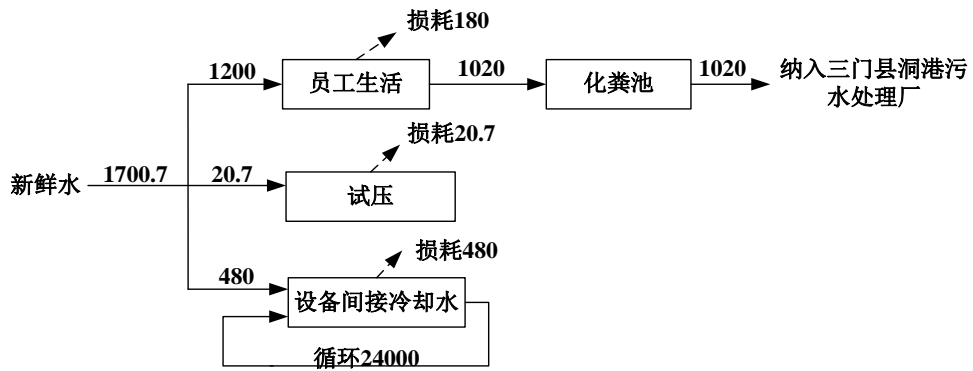 损耗180
1200
员工生活
1020
化粪池
1020
纳入三门县洞港污
水处理厂
损耗20.7
新鲜水
1700.7
20.7
试压
损耗480
480
设备间接冷却水
循环24000